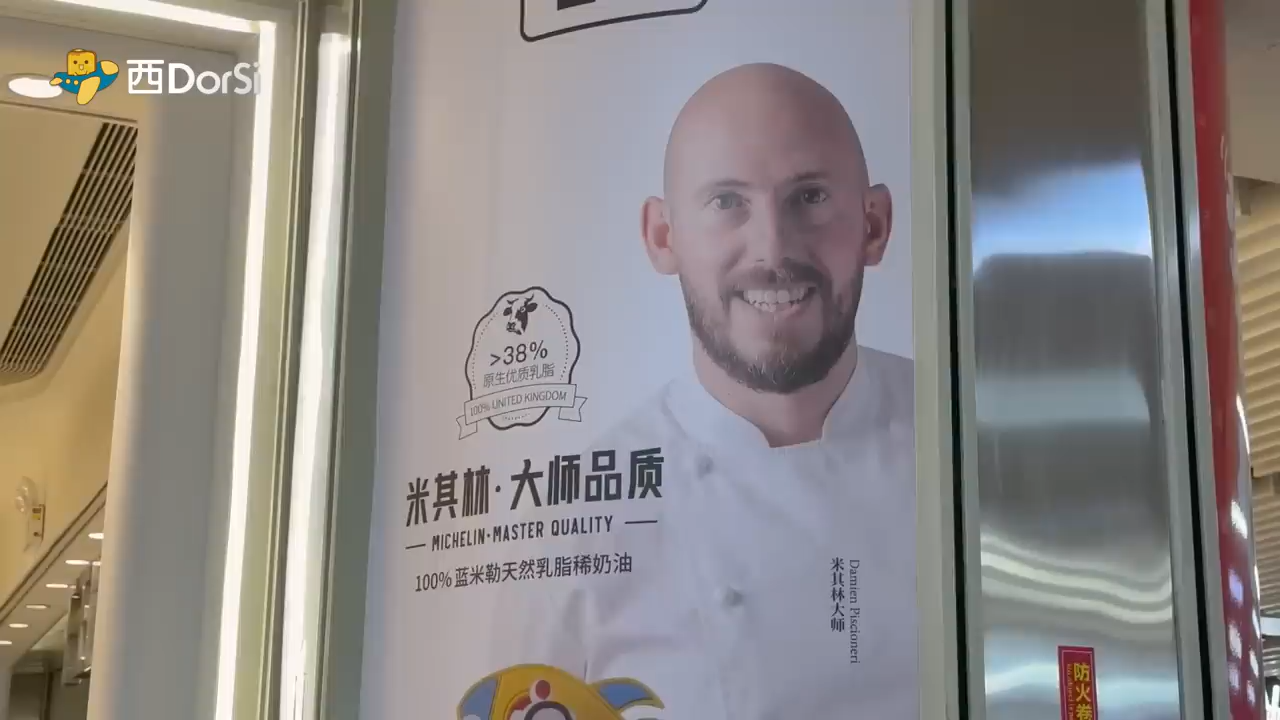 西DorSi
>38%
原生优质乳脂
100% UNITED KINGDOM
米其林·大师品质
MICHELIN·MASTER QUALITY
100%蓝米勒天然乳脂稀奶油
Damien Piscioneri
米其林大师
防火卷